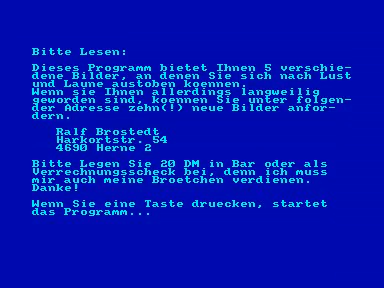 Bitte Lesen:
Dieses Programm bietet Ihnen 5 verschie-
dene Bilder, an denen Sie sich nach Lust
und Laune austoben koennen.
Wenn sie Ihnen allerdings langweilig
geworden sind, koennen Sie unter folgen-
der Adresse zehn(!) neue Bilder anfor-
dern.
Ralf Brostedt
Harkortstr. 54
4690 Herne 2
Bitte Legen Sie 20 DM in Bar oder als
Verrechnungsscheck bei, denn ich muss
mir auch meine Broetchen verdienen.
Danke!
Wenn Sie eine Taste druecken, startet
das Programm...